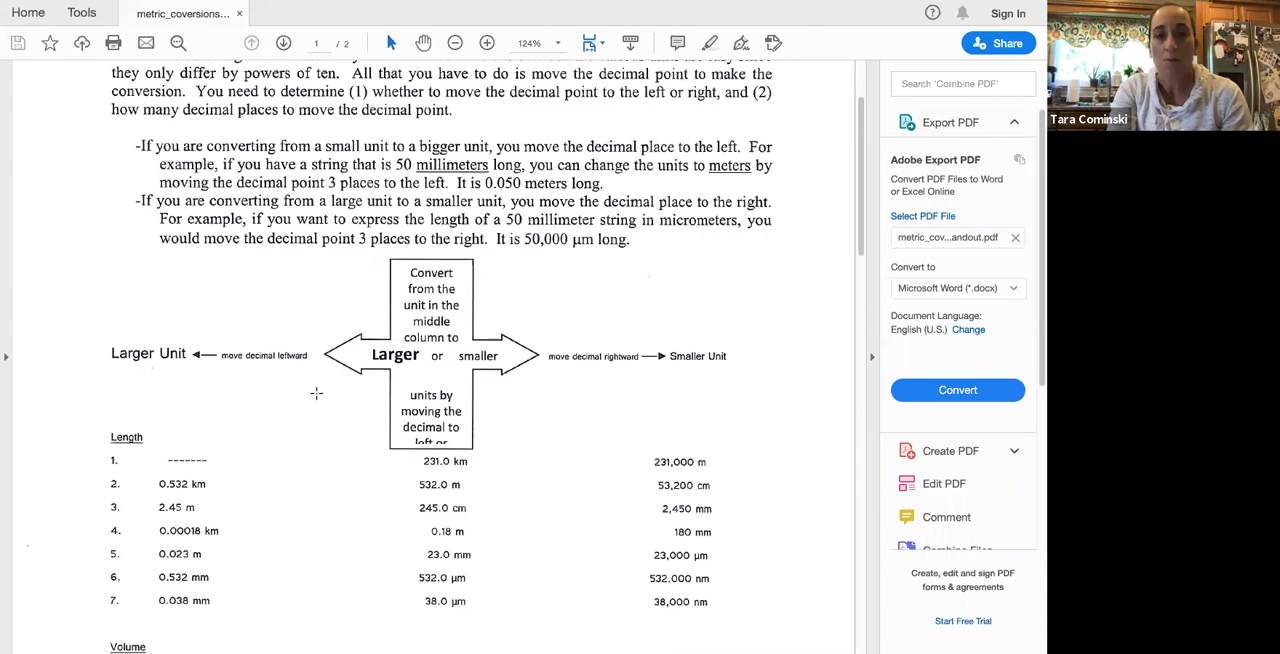 Home
Tools
metric_coversions...
×
Sign In
1
/ 2
124%
Share
they only differ by powers of ten. All that you have to do is move the decimal point to make the
conversion. You need to determine (1) whether to move the decimal point to the left or right, and (2)
how many decimal places to move the decimal point.
-If you are converting from a small unit to a bigger unit, you move the decimal place to the left. For
example, if you have a string that is 50 millimeters long, you can change the units to meters by
moving the decimal point 3 places to the left. It is 0.050 meters long.
-If you are converting from a large unit to a smaller unit, you move the decimal place to the right.
For example, if you want to express the length of a 50 millimeter string in micrometers, you
would move the decimal point 3 places to the right. It is 50,000 µm long.
Convert
from the
unit in the
middle
column to
Larger Unit move decimal leftward Larger or smaller move decimal rightward Smaller Unit
units by
moving the
decimal to
left or
Length
1. ------- 231.0 km 231,000 m
2. 0.532 km 532.0 m 53,200 cm
3. 2.45 m 245.0 cm 2,450 mm
4. 0.00018 km 0.18 m 180 mm
5. 0.023 m 23.0 mm 23,000 µm
6. 0.532 mm 532.0 µm 532,000 nm
7. 0.038 mm 38.0 µm 38,000 nm
Volume
Search 'Combine PDF'
Export PDF
Adobe Export PDF
Convert PDF Files to Word
or Excel Online
Select PDF File
metric_cov...andout.pdf
Convert to
Microsoft Word (*.docx)
Document Language:
English (U.S.) Change
Convert
Create PDF
Edit PDF
Comment
Combine Files
Create, edit and sign PDF
forms & agreements
Start Free Trial
Tara Cominski